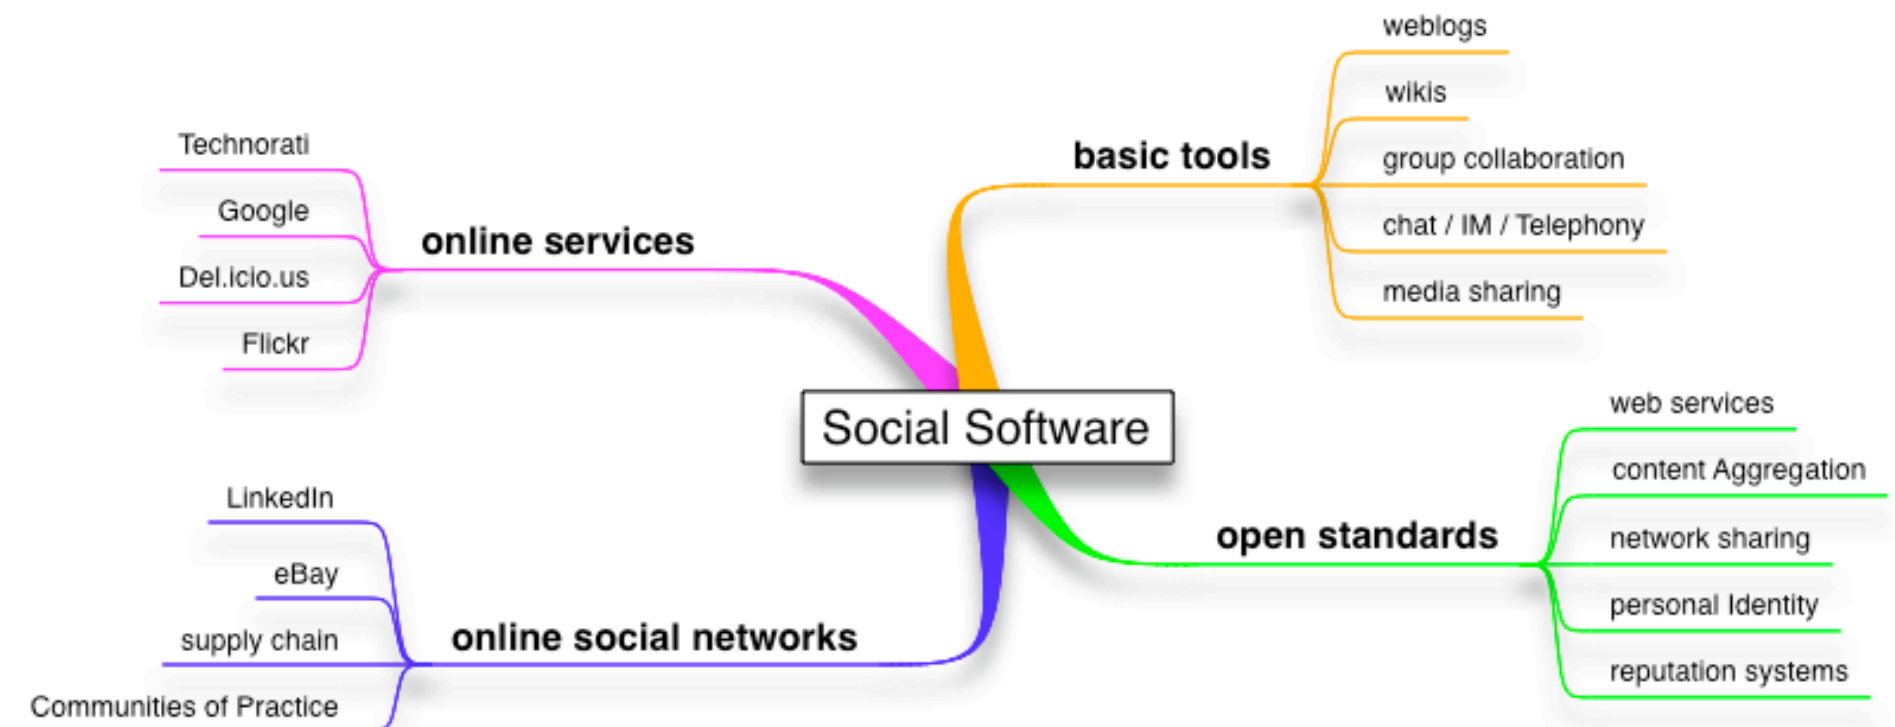 Social Software
basic tools
weblogs
wikis
group collaboration
chat / IM / Telephony
media sharing
open standards
web services
content Aggregation
network sharing
personal Identity
reputation systems
online services
Technorati
Google
Del.icio.us
Flickr
online social networks
LinkedIn
eBay
supply chain
Communities of Practice